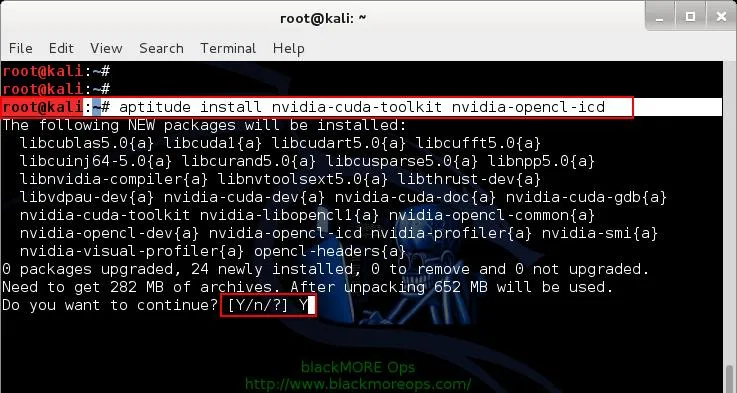 root@kali: ~
File Edit View Search Terminal Help
root@kali:~#
root@kali:~#
root@kali:~# aptitude install nvidia-cuda-toolkit nvidia-opencl-icd
The following NEW packages will be installed:
libcublas5.0{a} libcuda1{a} libcudart5.0{a} libcufft5.0{a}
libcuinj64-5.0{a} libcurand5.0{a} libcusparse5.0{a} libnpp5.0{a}
libnvidia-compiler{a} libnvtoolsext5.0{a} libthrust-dev{a}
libvdpau-dev{a} nvidia-cuda-dev{a} nvidia-cuda-doc{a} nvidia-cuda-gdb{a}
nvidia-cuda-toolkit nvidia-libopencl1{a} nvidia-opencl-common{a}
nvidia-opencl-dev{a} nvidia-opencl-icd nvidia-profiler{a} nvidia-smi{a}
nvidia-visual-profiler{a} opencl-headers{a}
0 packages upgraded, 24 newly installed, 0 to remove and 0 not upgraded.
Need to get 282 MB of archives. After unpacking 652 MB will be used.
Do you want to continue? [Y/n/?] Y
blackMORE Ops
http://www.blackmoreops.com/